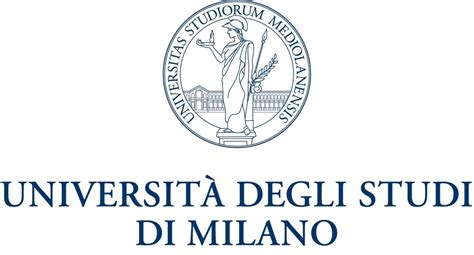 UNIVERSITAS STUDIORUM MEDIOLANENSIS
UNIVERSITÀ DEGLI STUDI
DI MILANO